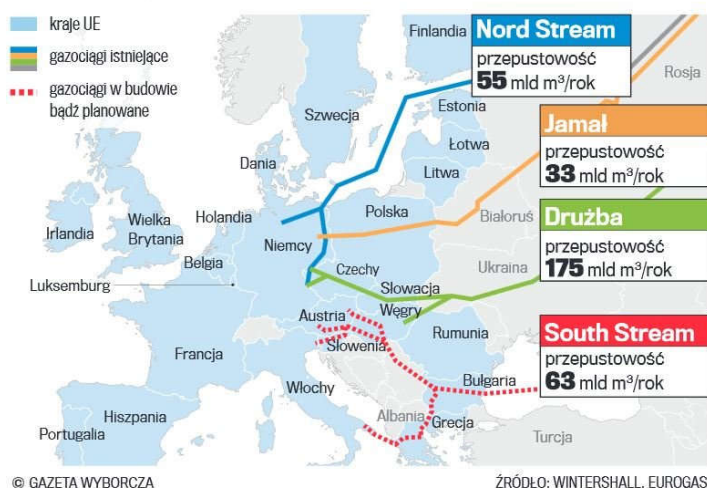 kraje UE
gazociągi istniejące
gazociągi w budowie
bądź planowane
Finlandia
Nord Stream
przepustowość
55 mld m³/rok
Rosja
Szwecja
Estonia
Jamał
przepustowość
33 mld m³/rok
Łotwa
Dania
Litwa
Holandia
Polska
Białoruś
Drużba
przepustowość
175 mld m³/rok
Wielka
Brytania
Irlandia
Niemcy
Belgia
Czechy
Ukraina
Luksemburg
Słowacja
Węgry
Austria
Rumunia
South Stream
przepustowość
63 mld m³/rok
Słowenia
Francja
Włochy
Bułgaria
Hiszpania
Albania
Portugalia
Grecja
Turcja
© GAZETA WYBORCZA
ŹRÓDŁO: WINTERSHALL, EUROGAS